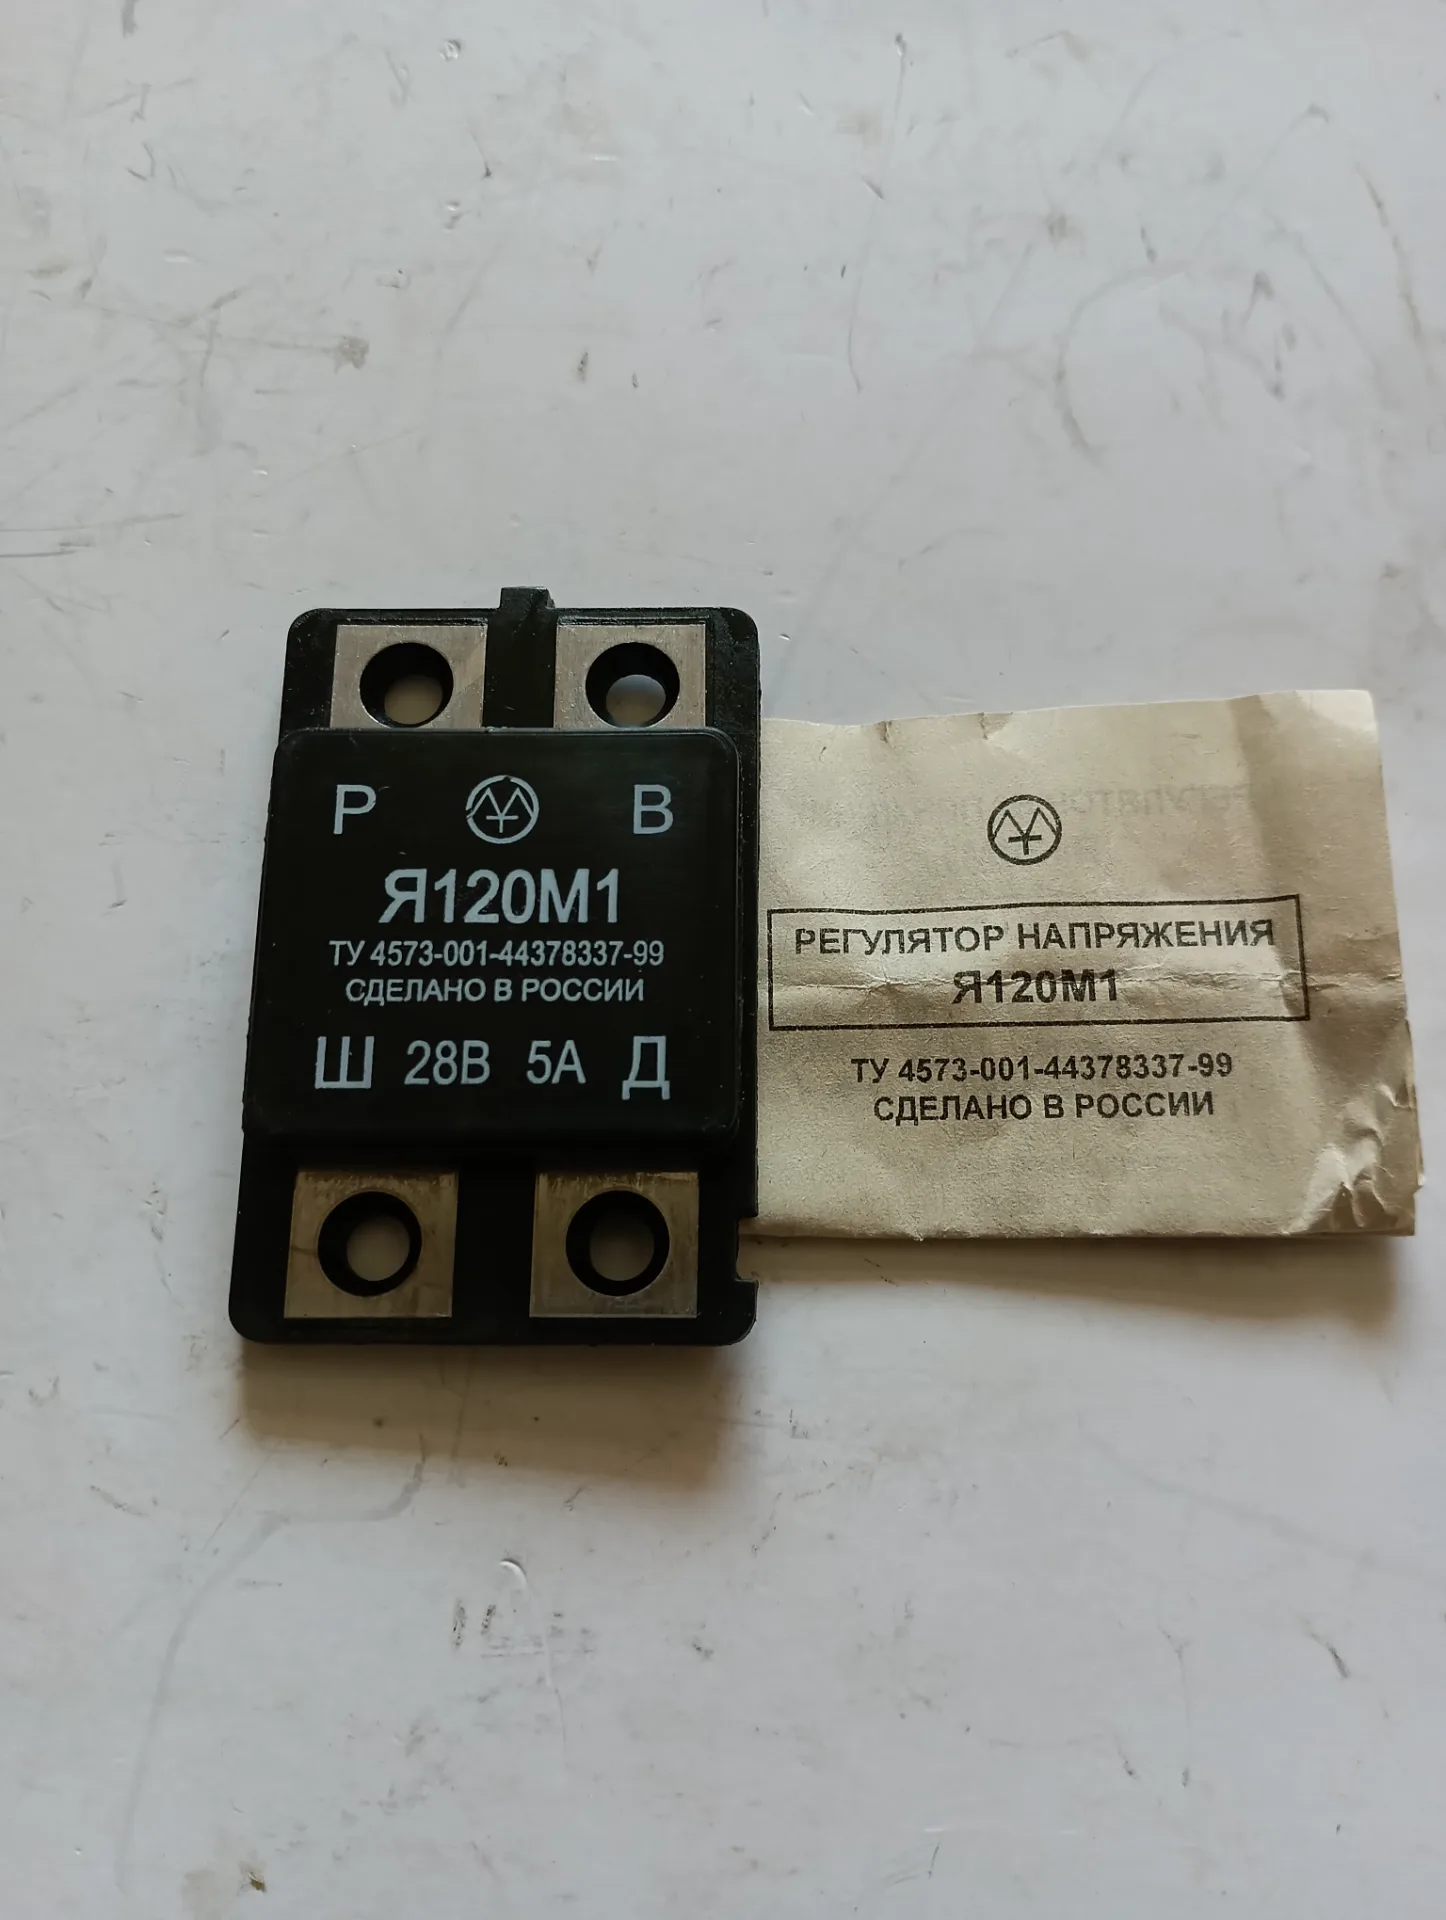 Р В
Я120М1
ТУ 4573-001-44378337-99
СДЕЛАНО В РОССИИ
Ш 28В 5А Д
РЕГУЛЯТОР НАПРЯЖЕНИЯ
Я120М1
ТУ 4573-001-44378337-99
СДЕЛАНО В РОССИИ